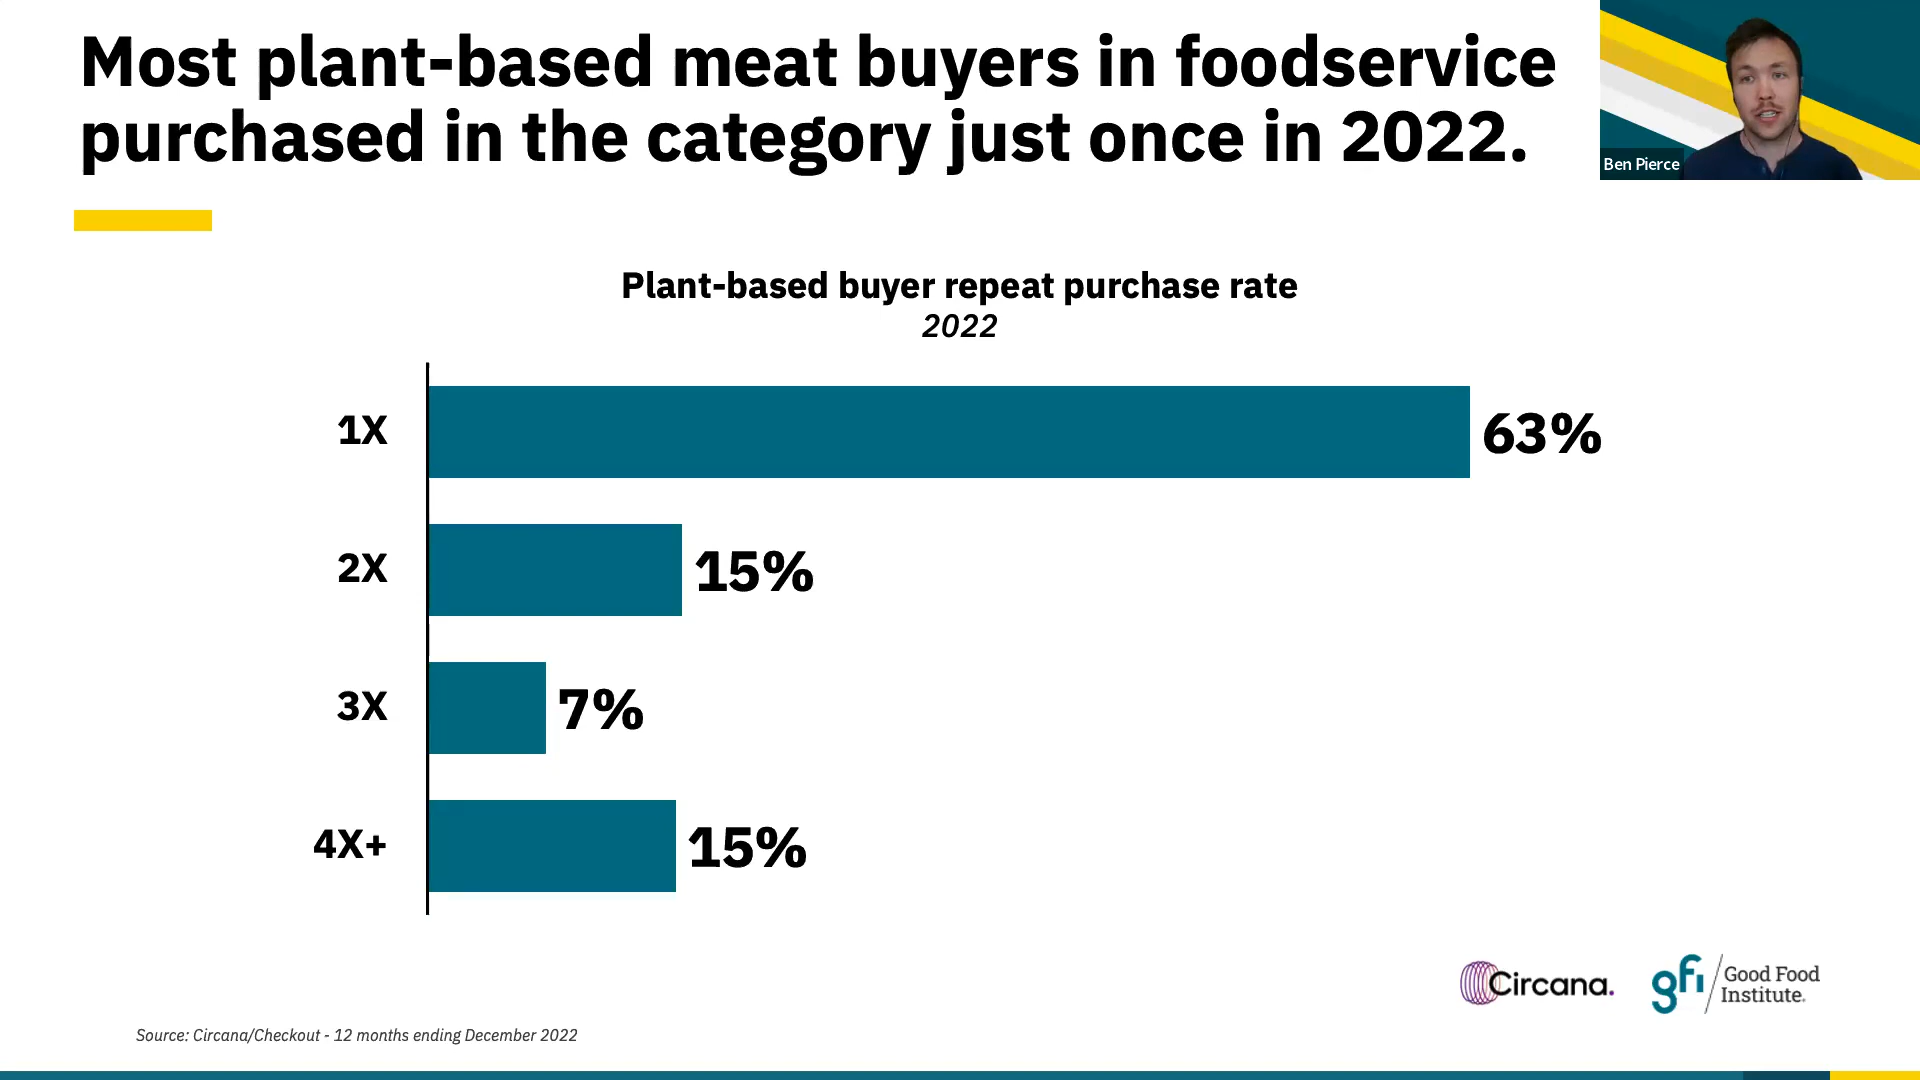 Most plant-based meat buyers in foodservice
purchased in the category just once in 2022.
Ben Pierce
Plant-based buyer repeat purchase rate
2022
1X
63%
2X
15%
3X
7%
4X+
15%
Circana.
gfi
Good Food
Institute.
Source: Circana/Checkout - 12 months ending December 2022